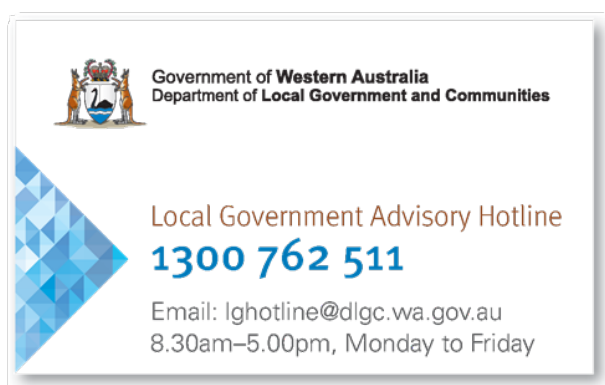 Government of Western Australia
Department of Local Government and Communities
Local Government Advisory Hotline
1300 762 511
Email: lghotline@dlgc.wa.gov.au
8.30am–5.00pm, Monday to Friday